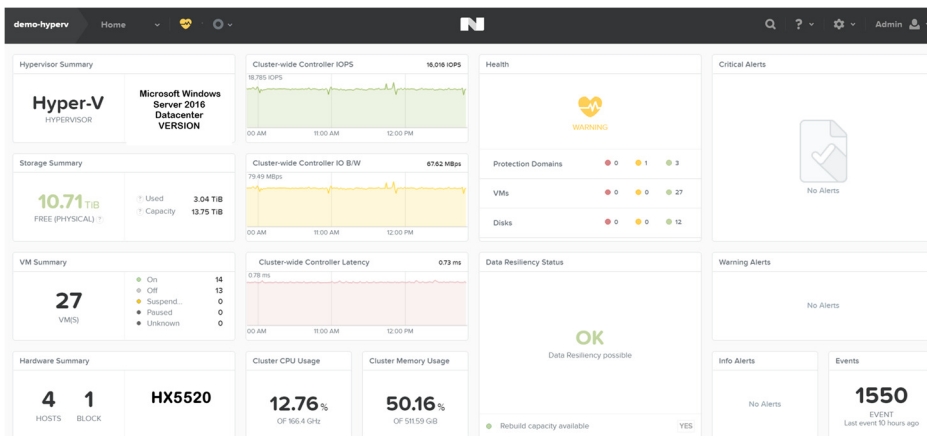 demo-hyperv
Home
?
Admin
Hypervisor Summary
Hyper-V
HYPERVISOR
Microsoft Windows
Server 2016
Datacenter
VERSION
Cluster-wide Controller IOPS
16,016 IOPS
18,785 IOPS
00 AM
11:00 AM
12:00 PM
Health
WARNING
Protection Domains
0
1
3
VMs
0
0
27
Disks
0
0
12
Critical Alerts
No Alerts
Storage Summary
10.71 TiB
FREE (PHYSICAL)
Used 3.04 TiB
Capacity 13.75 TiB
Cluster-wide Controller IO B/W
67.62 MBps
79.49 MBps
00 AM
11:00 AM
12:00 PM
VM Summary
27
VM(S)
On 14
Off 13
Suspend... 0
Paused 0
Unknown 0
Cluster-wide Controller Latency
0.73 ms
0.78 ms
00 AM
11:00 AM
12:00 PM
Data Resiliency Status
OK
Data Resiliency possible
Rebuild capacity available
YES
Warning Alerts
No Alerts
Hardware Summary
4
HOSTS
1
BLOCK
HX5520
Cluster CPU Usage
12.76 %
OF 166.4 GHz
Cluster Memory Usage
50.16 %
OF 511.59 GiB
Info Alerts
No Alerts
Events
1550
EVENT
Last event 10 hours ago